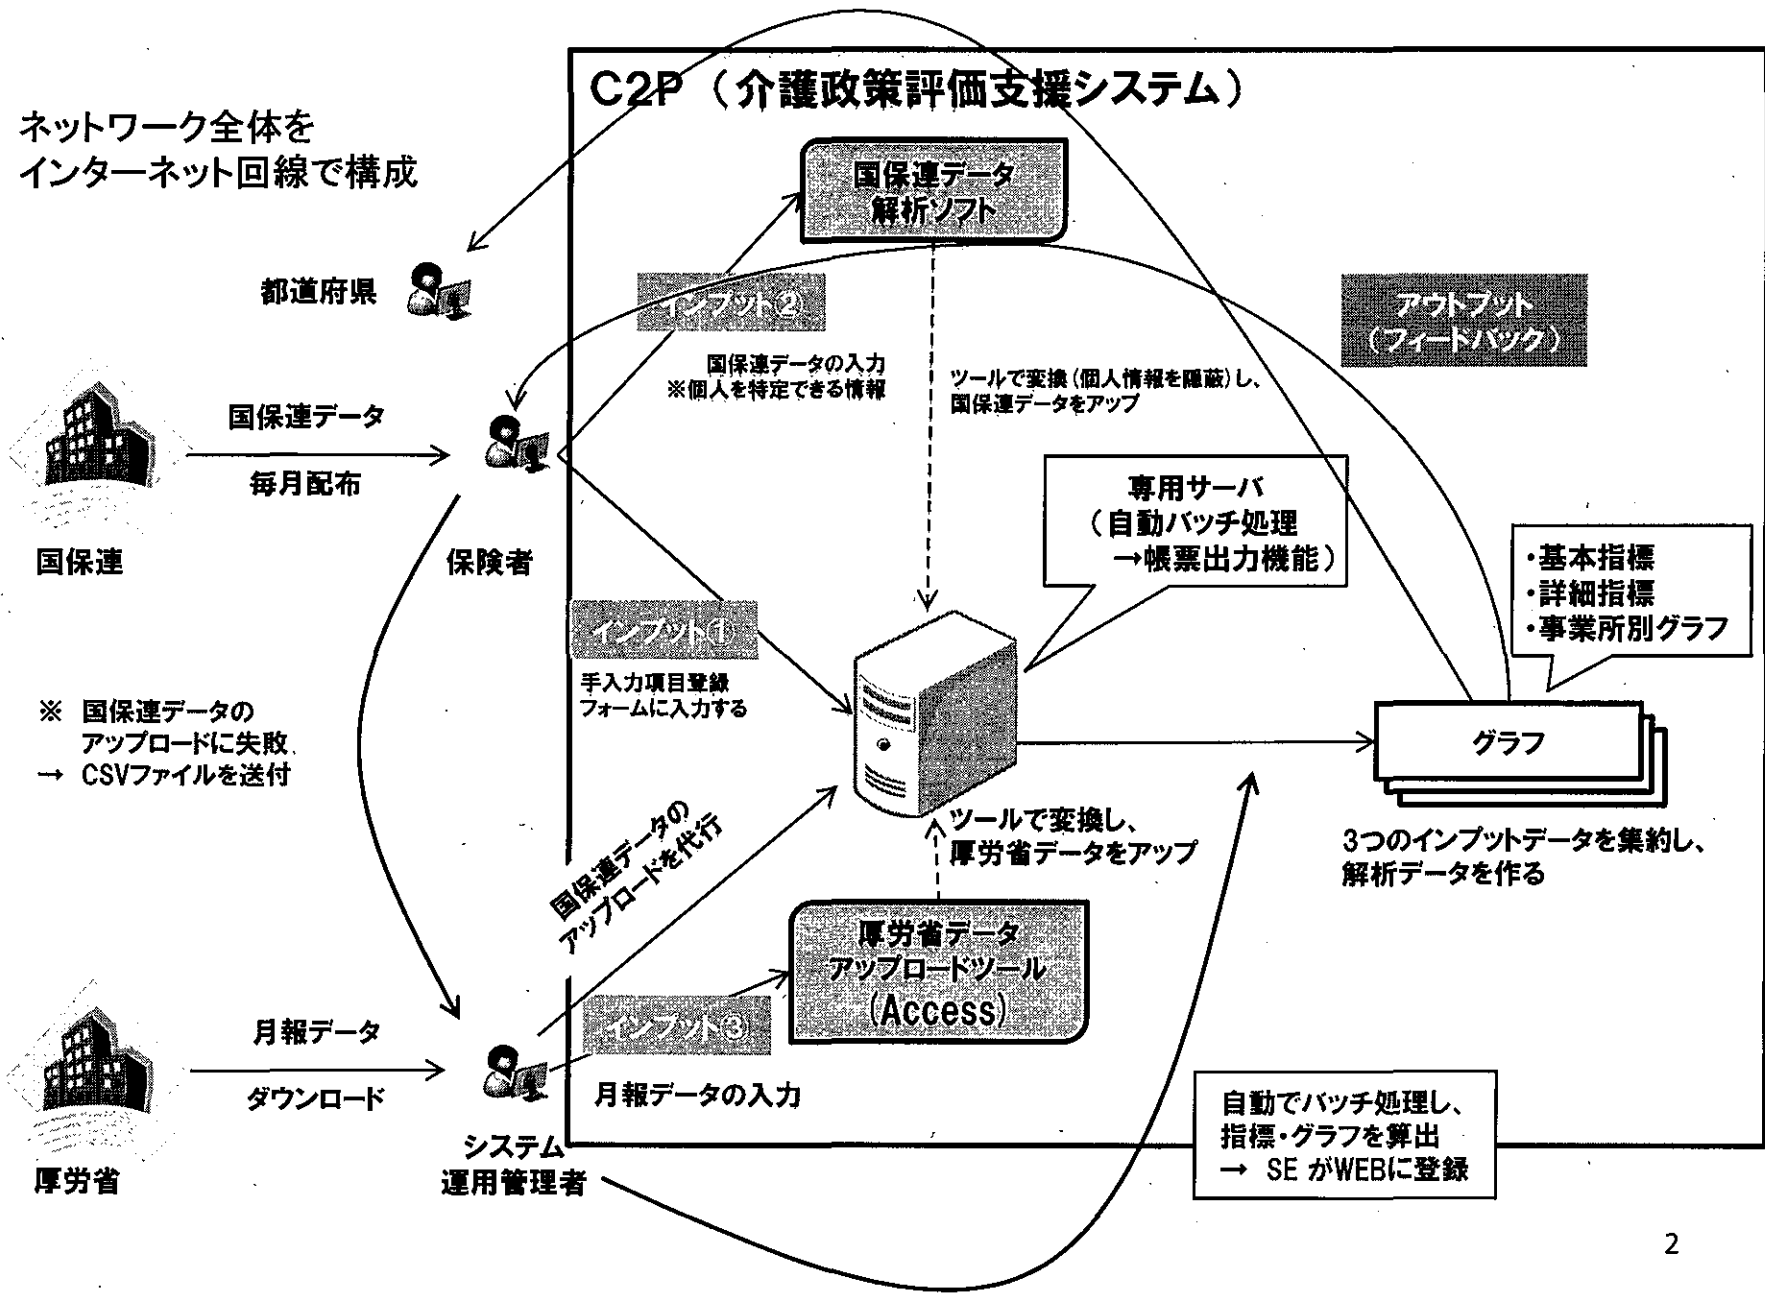 C2P（介護政策評価支援システム）
ネットワーク全体を
インターネット回線で構成
国保連データ
解析ソフト
都道府県
インプット②
アウトプット
（フィードバック）
国保連データの入力
※個人を特定できる情報
ツールで変換（個人情報を隠蔽）し、
国保連データをアップ
国保連データ
毎月配布
国保連
保険者
専用サーバ
（自動バッチ処理
→帳票出力機能）
・基本指標
・詳細指標
・事業所別グラフ
インプット①
手入力項目登録
フォームに入力する
※ 国保連データの
アップロードに失敗
→ CSVファイルを送付
グラフ
3つのインプットデータを集約し、
解析データを作る
国保連データの
アップロードを代行
ツールで変換し、
厚労省データをアップ
厚労省データ
アップロードツール
(Access)
インプット③
月報データの入力
月報データ
ダウンロード
厚労省
システム
運用管理者
自動でバッチ処理し、
指標・グラフを算出
→ SE がWEBに登録
2